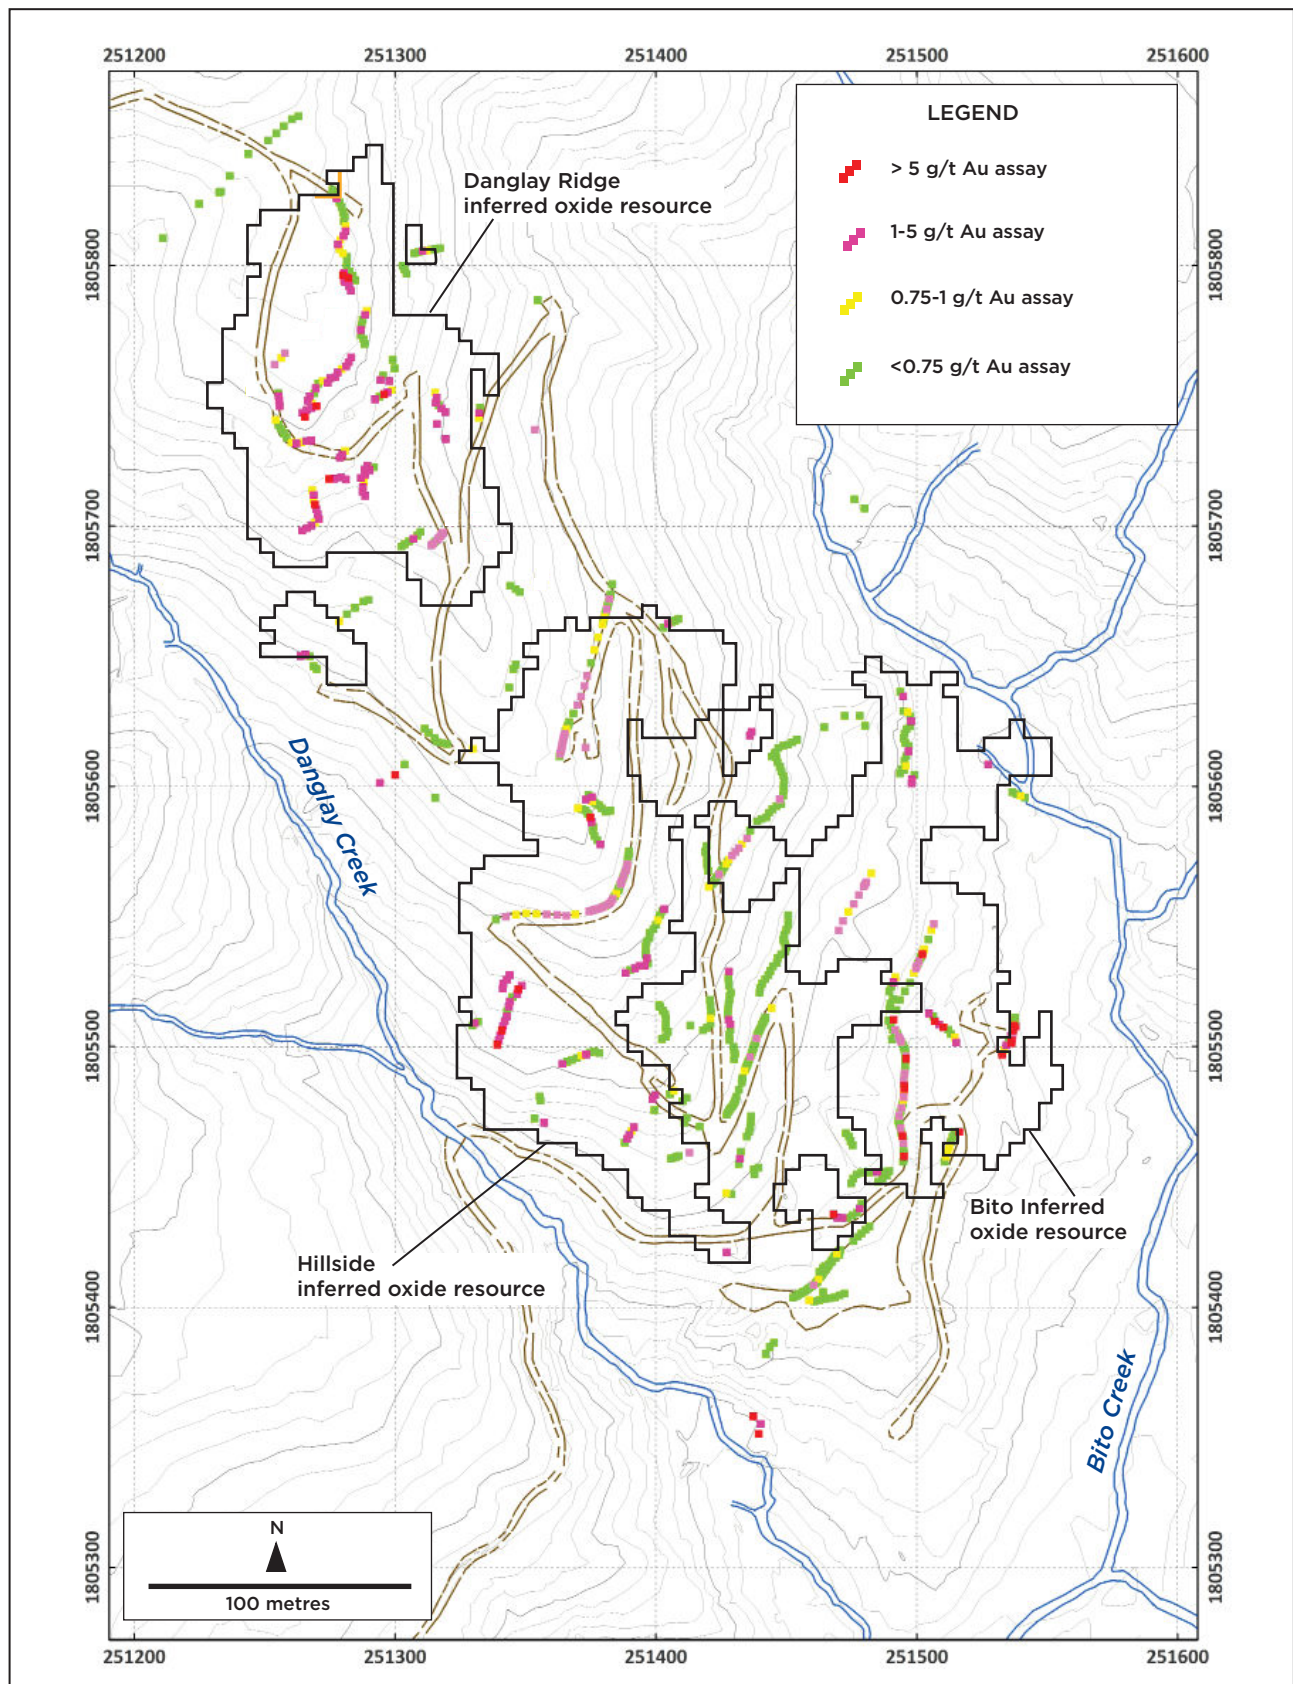 251200
251300
251400
251500
251600
LEGEND
> 5 g/t Au assay
1-5 g/t Au assay
0.75-1 g/t Au assay
<0.75 g/t Au assay
Danglay Ridge
inferred oxide resource
1805800
1805800
1805700
1805700
1805600
1805600
Danglay Creek
1805500
1805500
Bito Inferred
oxide resource
Hillside
inferred oxide resource
1805400
1805400
Bito Creek
1805300
1805300
N
100 metres
251200
251300
251400
251500
251600